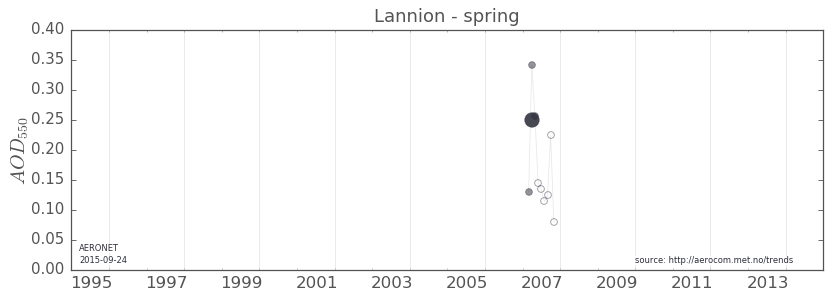 Lannion - spring
0.40
0.35
0.30
0.25
0.20
0.15
0.10
0.05
0.00
AOD550
AERONET
2015-09-24
source: http://aerocom.met.no/trends
1995 1997 1999 2001 2003 2005 2007 2009 2011 2013